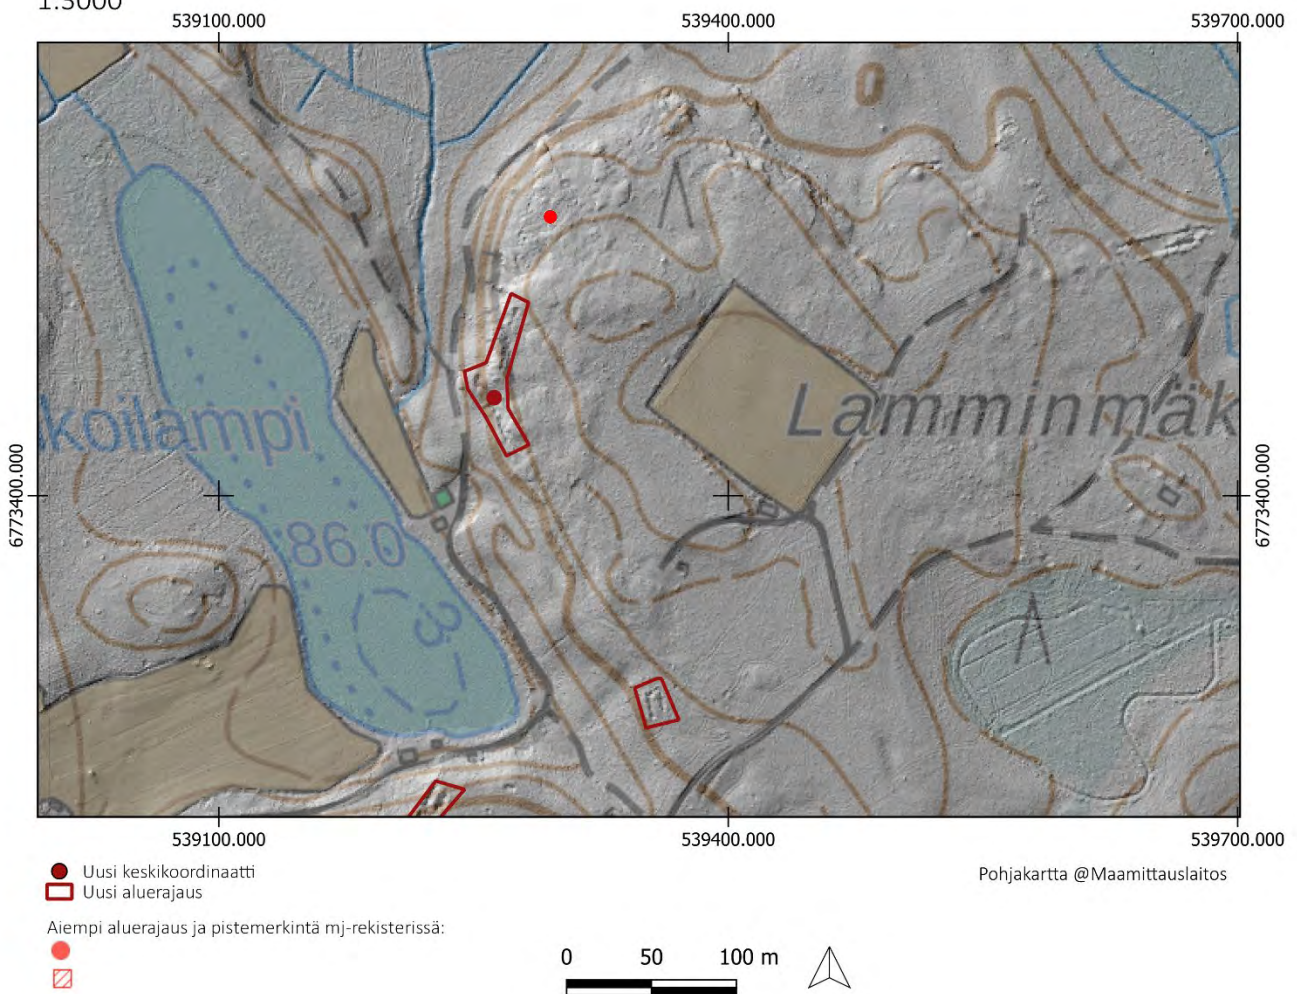 1:5000
539100.000 539400.000 539700.000
koilampi
Lamminmäk
86.0
3
6773400.000 6773400.000
539100.000 539400.000 539700.000
Uusi keskikoordinaatti
Uusi aluerajaus
Pohjakartta @Maamittauslaitos
Aiempi aluerajaus ja pistemerkintä mj-rekisterissä:
0 50 100 m